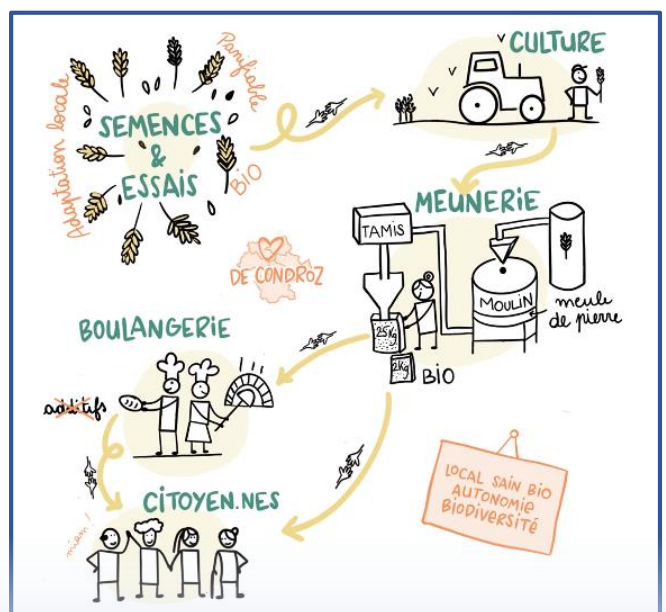 Adaptation locale
Panifiable
SEMENCES
&
ESSAIS
BIO
CULTURE
MEUNERIE
TAMIS
MOULIN
meule
de pierre
25Kg
2Kg
BIO
DE CONDROZ
BOULANGERIE
additifs
CITOYEN.NES
miam !
LOCAL SAIN BIO
AUTONOMIE
BIODIVERSITÉ